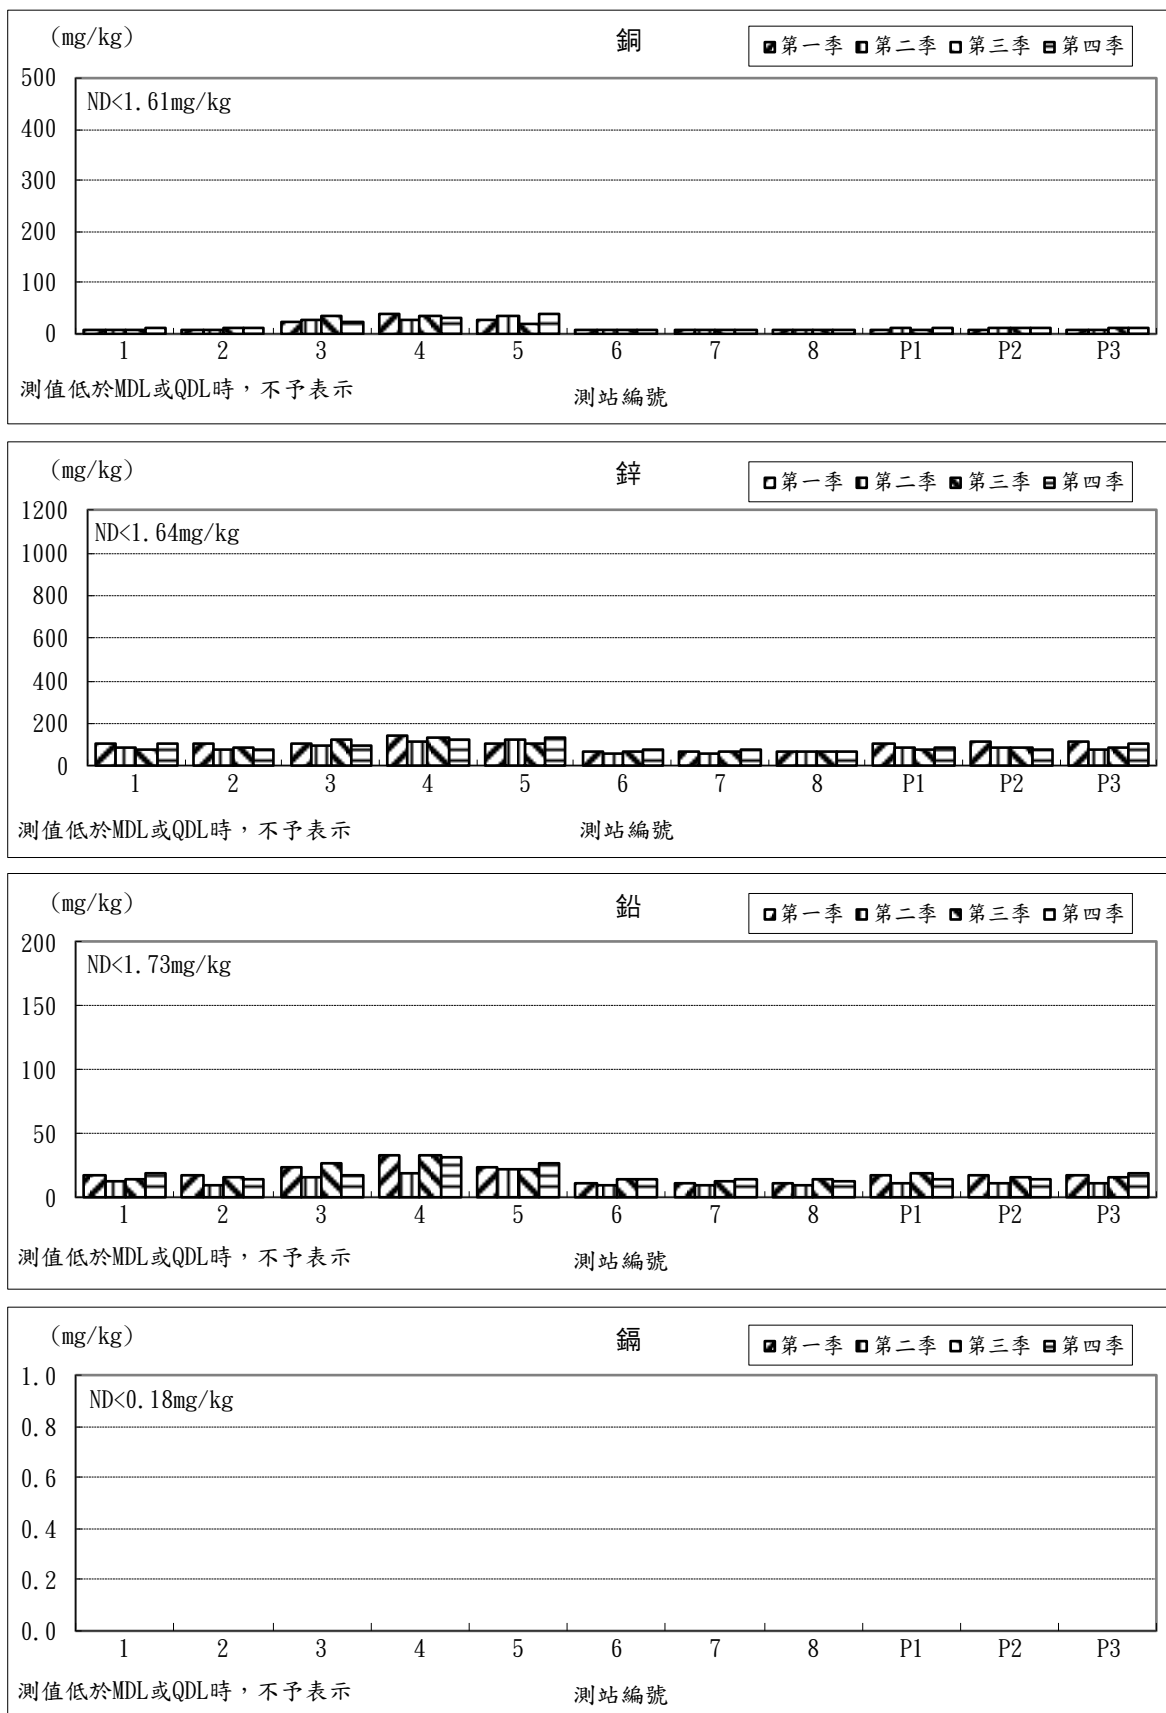 (mg/kg)
銅
第一季 第二季 第三季 第四季
500
ND<1.61mg/kg
400
300
200
100
0
1 2 3 4 5 6 7 8 P1 P2 P3
測值低於MDL或QDL時，不予表示
測站編號
(mg/kg)
鋅
第一季 第二季 第三季 第四季
1200
ND<1.64mg/kg
1000
800
600
400
200
0
1 2 3 4 5 6 7 8 P1 P2 P3
測值低於MDL或QDL時，不予表示
測站編號
(mg/kg)
鉛
第一季 第二季 第三季 第四季
200
ND<1.73mg/kg
150
100
50
0
1 2 3 4 5 6 7 8 P1 P2 P3
測值低於MDL或QDL時，不予表示
測站編號
(mg/kg)
鎘
第一季 第二季 第三季 第四季
1.0
ND<0.18mg/kg
0.8
0.6
0.4
0.2
0.0
1 2 3 4 5 6 7 8 P1 P2 P3
測值低於MDL或QDL時，不予表示
測站編號